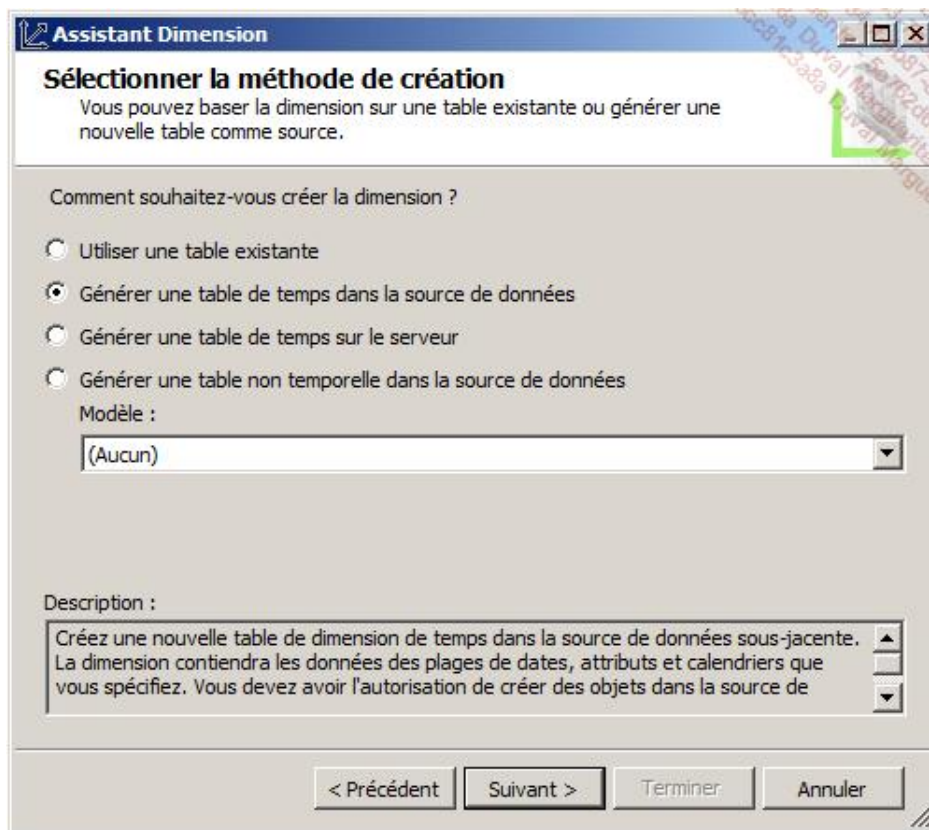 Assistant Dimension
Sélectionner la méthode de création
Vous pouvez baser la dimension sur une table existante ou générer une
nouvelle table comme source.
Comment souhaitez-vous créer la dimension ?
Utiliser une table existante
Générer une table de temps dans la source de données
Générer une table de temps sur le serveur
Générer une table non temporelle dans la source de données
Modèle :
(Aucun)
Description :
Créez une nouvelle table de dimension de temps dans la source de données sous-jacente.
La dimension contiendra les données des plages de dates, attributs et calendriers que
vous spécifiez. Vous devez avoir l'autorisation de créer des objets dans la source de
< Précédent
Suivant >
Terminer
Annuler